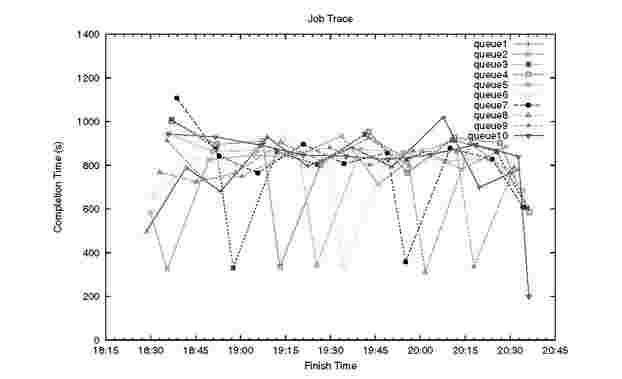 Job Trace
1400
1200
1000
800
600
400
200
0
Completion Time (s)
queue1
queue2
queue3
queue4
queue5
queue6
queue7
queue8
queue9
queue10
18:15 18:30 18:45 19:00 19:15 19:30 19:45 20:00 20:15 20:30 20:45
Finish Time